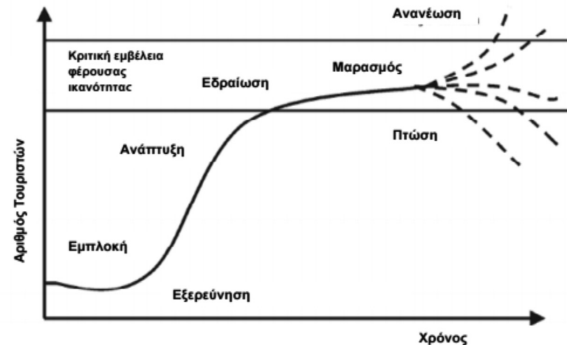 Ανανέωση
Κριτική εμβέλεια
φέρουσας
ικανότητας
Εδραίωση
Μαρασμός
Ανάπτυξη
Πτώση
Αριθμός Τουριστών
Εμπλοκή
Εξερεύνηση
Χρόνος